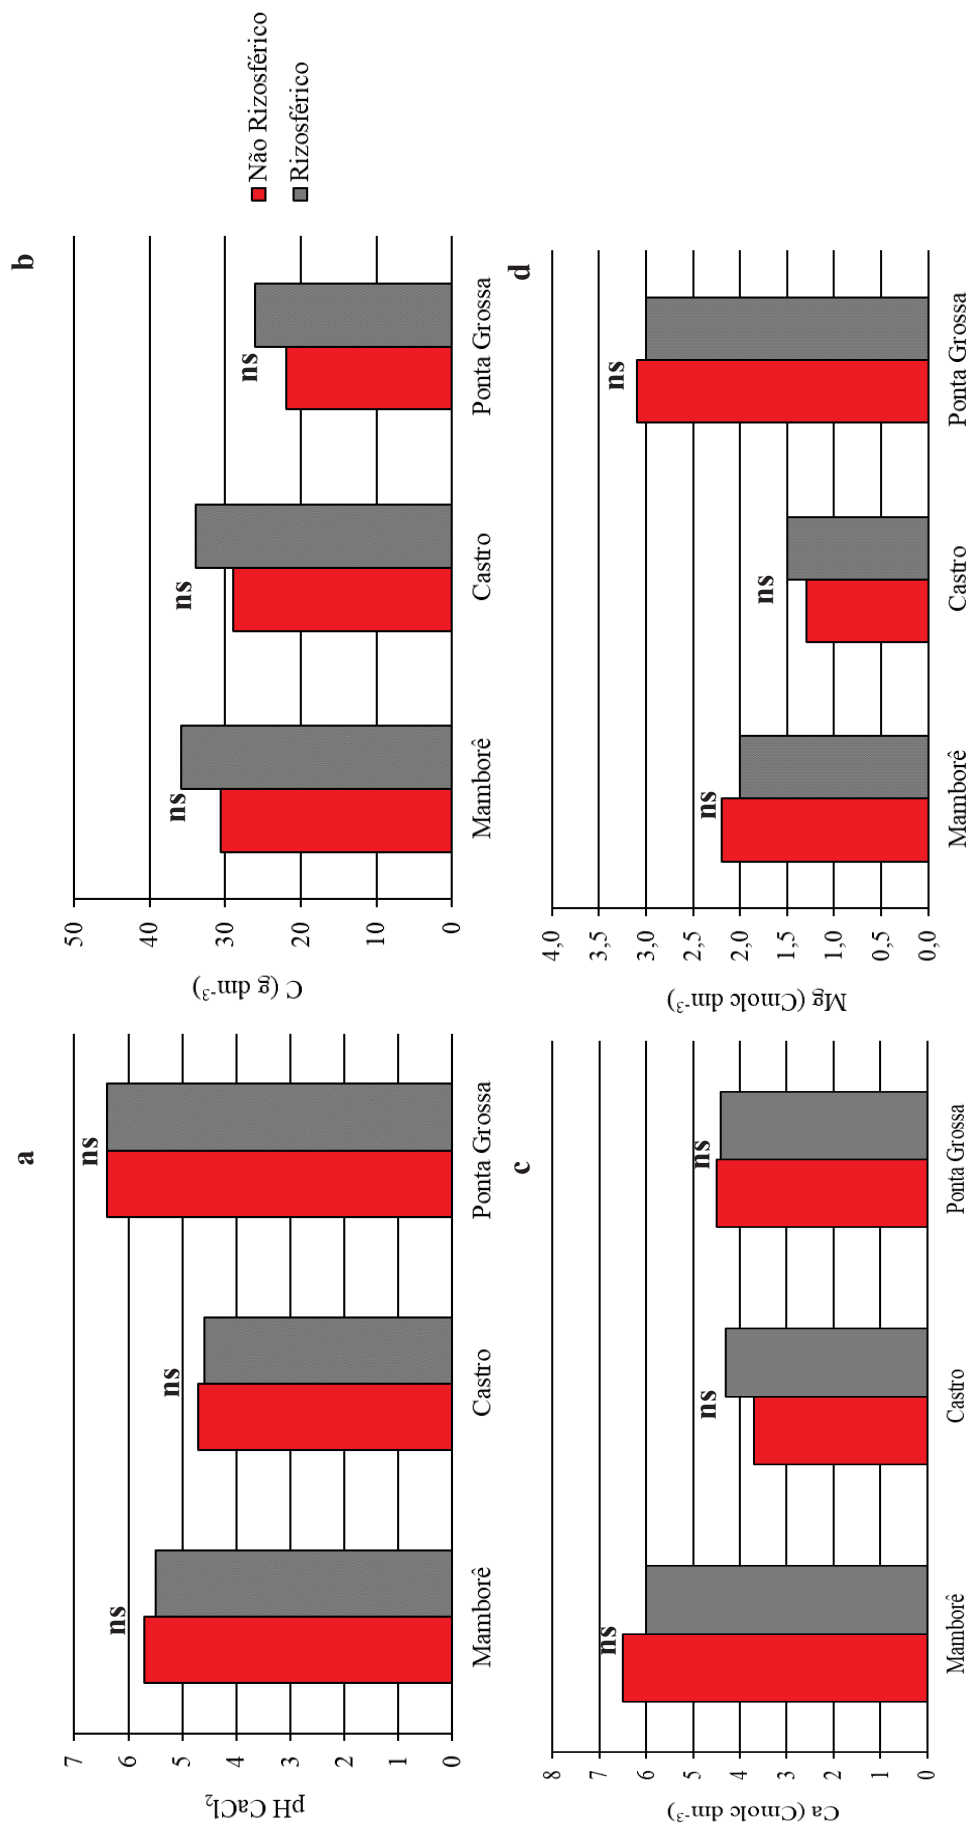 a
pH CaCl₂
7
6
5
4
3
2
1
0
ns
ns
ns
Mamborê
Castro
Ponta Grossa
b
C (g dm⁻³)
50
40
30
20
10
0
ns
ns
ns
Mamborê
Castro
Ponta Grossa
Não Rizosférico
Rizosférico
c
Ca (Cmolc dm⁻³)
8
7
6
5
4
3
2
1
0
ns
ns
ns
Mamborê
Castro
Ponta Grossa
d
Mg (Cmolc dm⁻³)
4,0
3,5
3,0
2,5
2,0
1,5
1,0
0,5
0,0
ns
ns
ns
Mamborê
Castro
Ponta Grossa